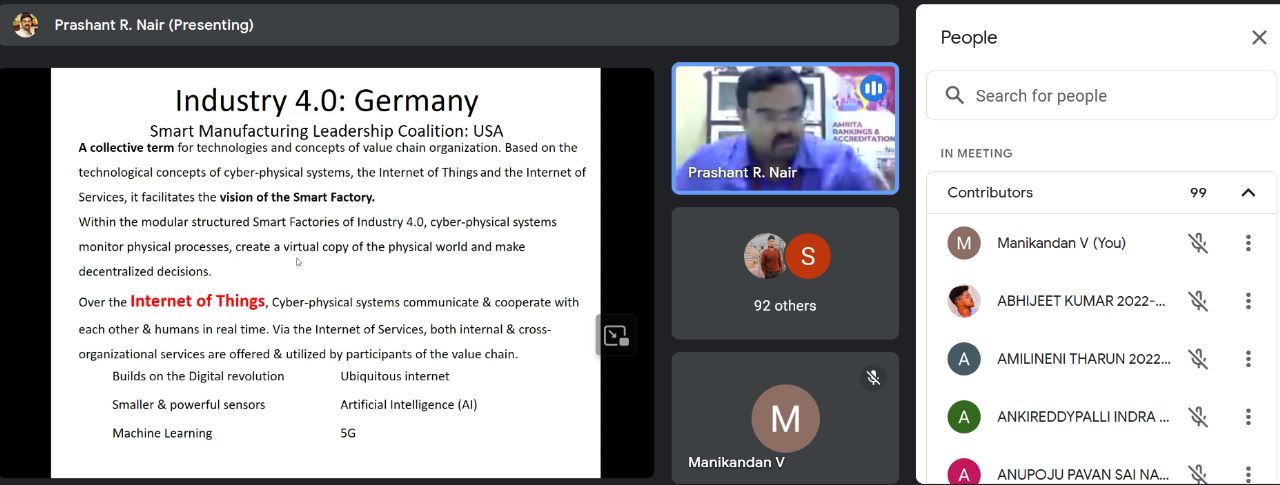 Prashant R. Nair (Presenting)
Industry 4.0: Germany
Smart Manufacturing Leadership Coalition: USA
A collective term for technologies and concepts of value chain organization. Based on the
technological concepts of cyber-physical systems, the Internet of Things and the Internet of
Services, it facilitates the vision of the Smart Factory.
Within the modular structured Smart Factories of Industry 4.0, cyber-physical systems
monitor physical processes, create a virtual copy of the physical world and make
decentralized decisions.
Over the Internet of Things, Cyber-physical systems communicate & cooperate with
each other & humans in real time. Via the Internet of Services, both internal & cross-
organizational services are offered & utilized by participants of the value chain.
Builds on the Digital revolution Ubiquitous internet
Smaller & powerful sensors Artificial Intelligence (AI)
Machine Learning 5G
AMRITA
RANKINGS &
ACCREDITATION
Prashant R. Nair
S
92 others
M
Manikandan V
People
Search for people
IN MEETING
Contributors 99
M Manikandan V (You)
ABHIJEET KUMAR 2022-...
A AMILINENI THARUN 2022...
A ANKIREDDYPALLI INDRA ...
A ANUPOJU PAVAN SAI NA...